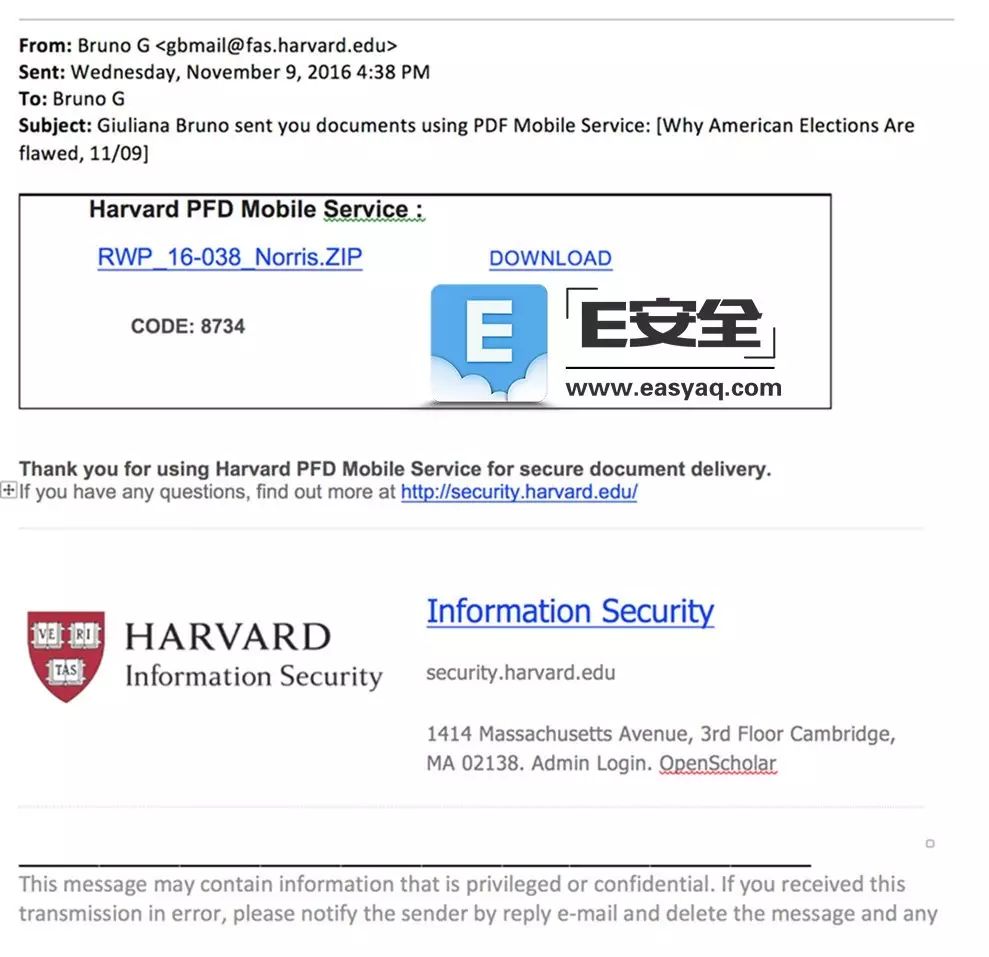 From: Bruno G <gbmail@fas.harvard.edu>
Sent: Wednesday, November 9, 2016 4:38 PM
To: Bruno G
Subject: Giuliana Bruno sent you documents using PDF Mobile Service: [Why American Elections Are
flawed, 11/09]
Harvard PFD Mobile Service :
RWP_16-038_Norris.ZIP DOWNLOAD
CODE: 8734
E
E安全
www.easyaq.com
Thank you for using Harvard PFD Mobile Service for secure document delivery.
If you have any questions, find out more at http://security.harvard.edu/
VE RI
TAS
HARVARD
Information Security
Information Security
security.harvard.edu
1414 Massachusetts Avenue, 3rd Floor Cambridge,
MA 02138. Admin Login. OpenScholar
This message may contain information that is privileged or confidential. If you received this
transmission in error, please notify the sender by reply e-mail and delete the message and any